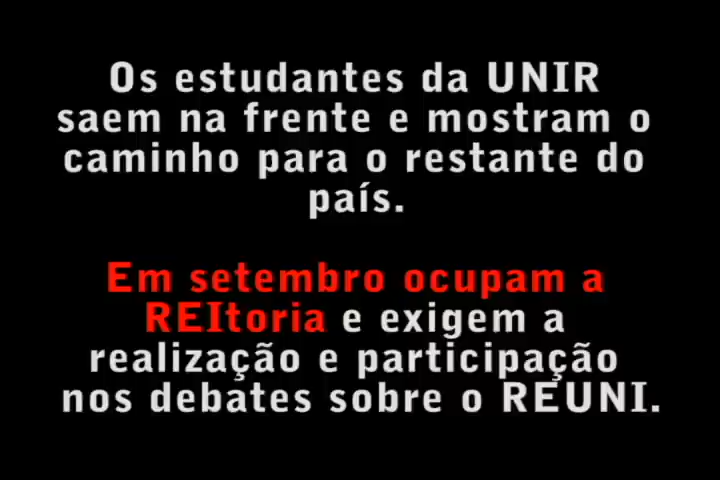 Os estudantes da UNIR
saem na frente e mostram o
caminho para o restante do
país.
Em setembro ocupam a
REItoria e exigem a
realização e participação
nos debates sobre o REUNI.